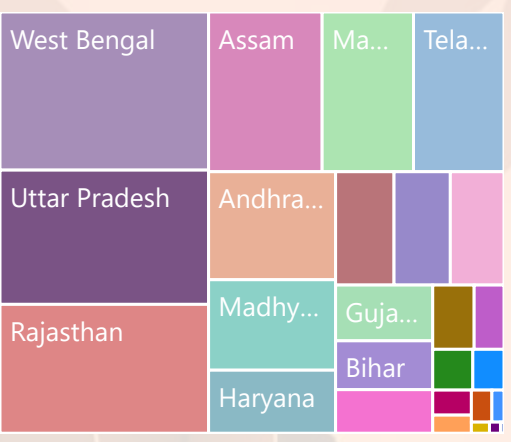 West Bengal
Assam
Ma...
Tela...
Uttar Pradesh
Andhra...
Rajasthan
Madhy...
Guja...
Bihar
Haryana